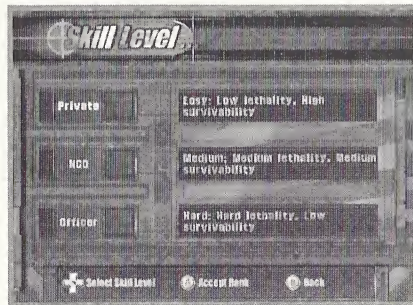 Skill Level
Private
Easy: Low lethality, High
survivability
NCO
Medium: Medium lethality, Medium
survivability
Officer
Hard: Hard lethality, Low
survivability
Select Skill Level
A Accept Rank
B Back